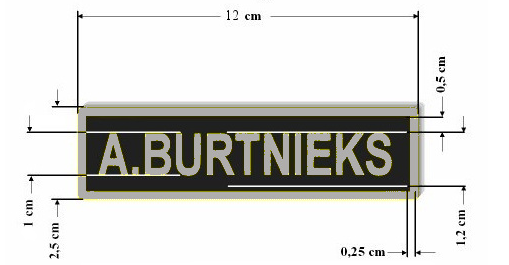 12 cm
0,5 cm
A.BURTNIEKS
1 cm
2,5 cm
0,25 cm
1,2 cm